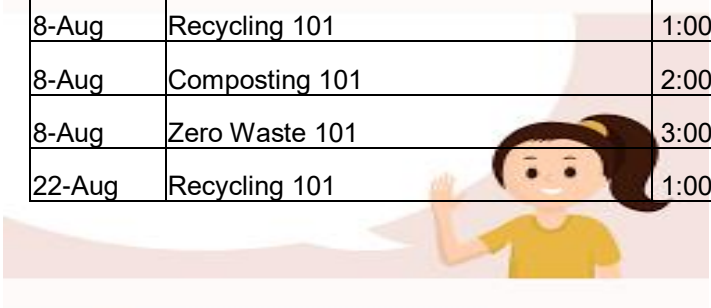 8-Aug Recycling 101 1:00
8-Aug Composting 101 2:00
8-Aug Zero Waste 101 3:00
22-Aug Recycling 101 1:00